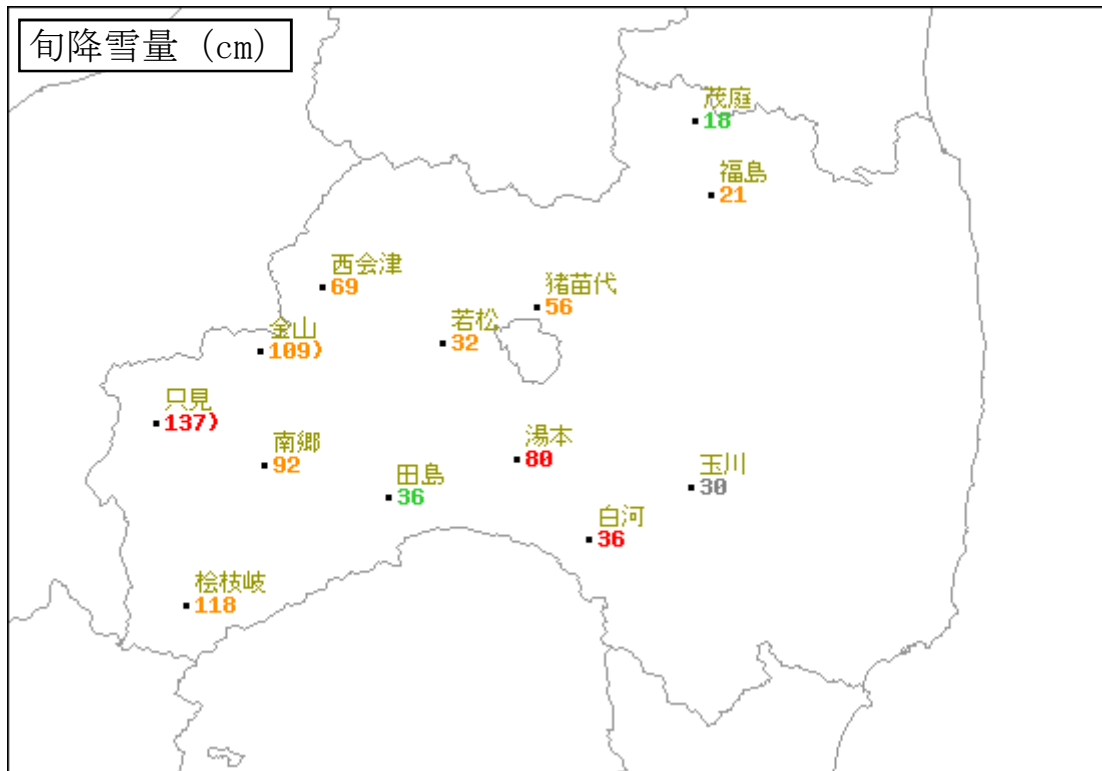 旬降雪量 (cm)
茂庭
18
福島
21
西会津
69
猪苗代
56
若松
32
金山
109)
只見
137)
南郷
92
湯本
80
田島
36
玉川
30
白河
36
桧枝岐
118